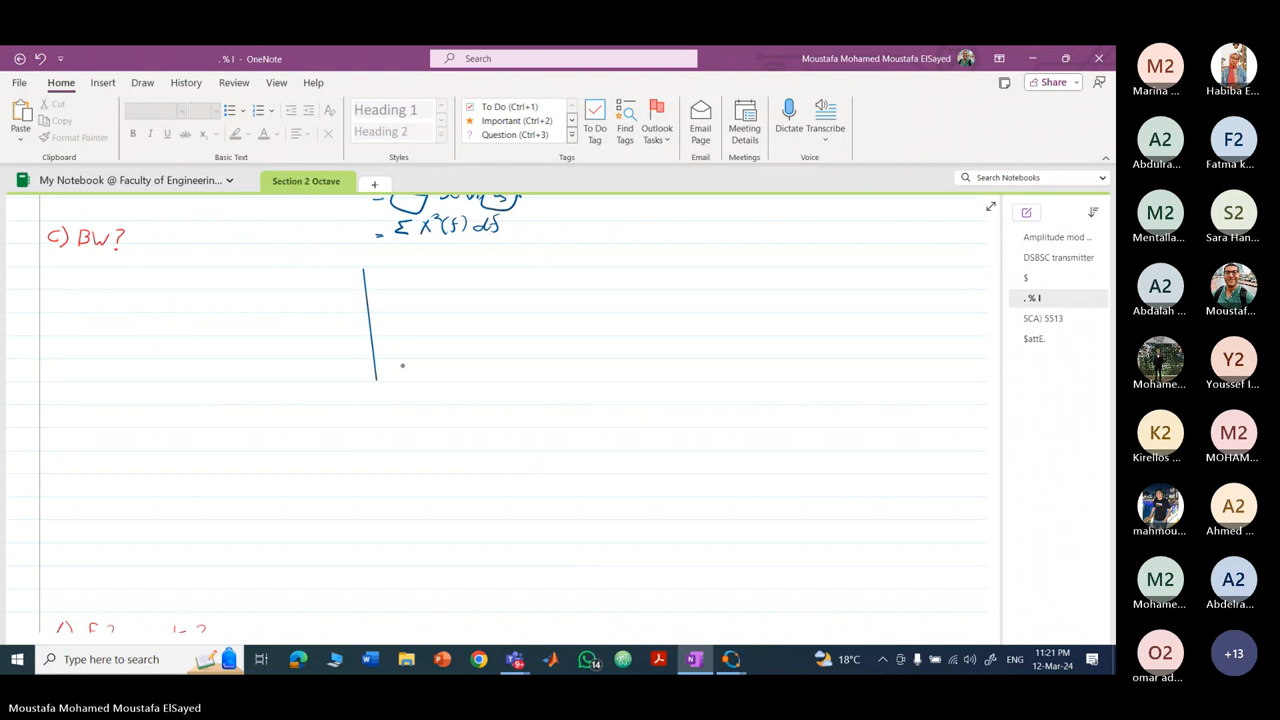 . % I - OneNote
Search
Moustafa Mohamed Moustafa ElSayed
File Home Insert Draw History Review View Help
Share
Paste
Cut
Copy
Format Painter
Clipboard
B I U ab x
A
Basic Text
Heading 1
Heading 2
Styles
To Do (Ctrl+1)
Important (Ctrl+2)
Question (Ctrl+3)
To Do Tag
Find Tags
Outlook Tasks
Tags
Email Page
Email
Meeting Details
Meetings
Dictate
Transcribe
Voice
My Notebook @ Faculty of Engineerin...
Section 2 Octave
+
Search Notebooks
= Σ X²(f) df
C) BW?
Amplitude mod ...
DSBSC transmitter
$
. % I
SCA) 5513
$attE.
M2
Marina ...
Habiba E...
A2
Abdulra...
F2
Fatma k...
M2
Mentalla...
S2
Sara Han...
A2
Abdalah ...
Moustaf...
Mohame...
Y2
Youssef I...
K2
Kirellos ...
M2
MOHAM...
mahmou...
A2
Ahmed ...
M2
Mohame...
A2
Abdelra...
O2
omar ad...
+13
Type here to search
9+
14
18°C
ENG
11:21 PM
12-Mar-24
Moustafa Mohamed Moustafa ElSayed